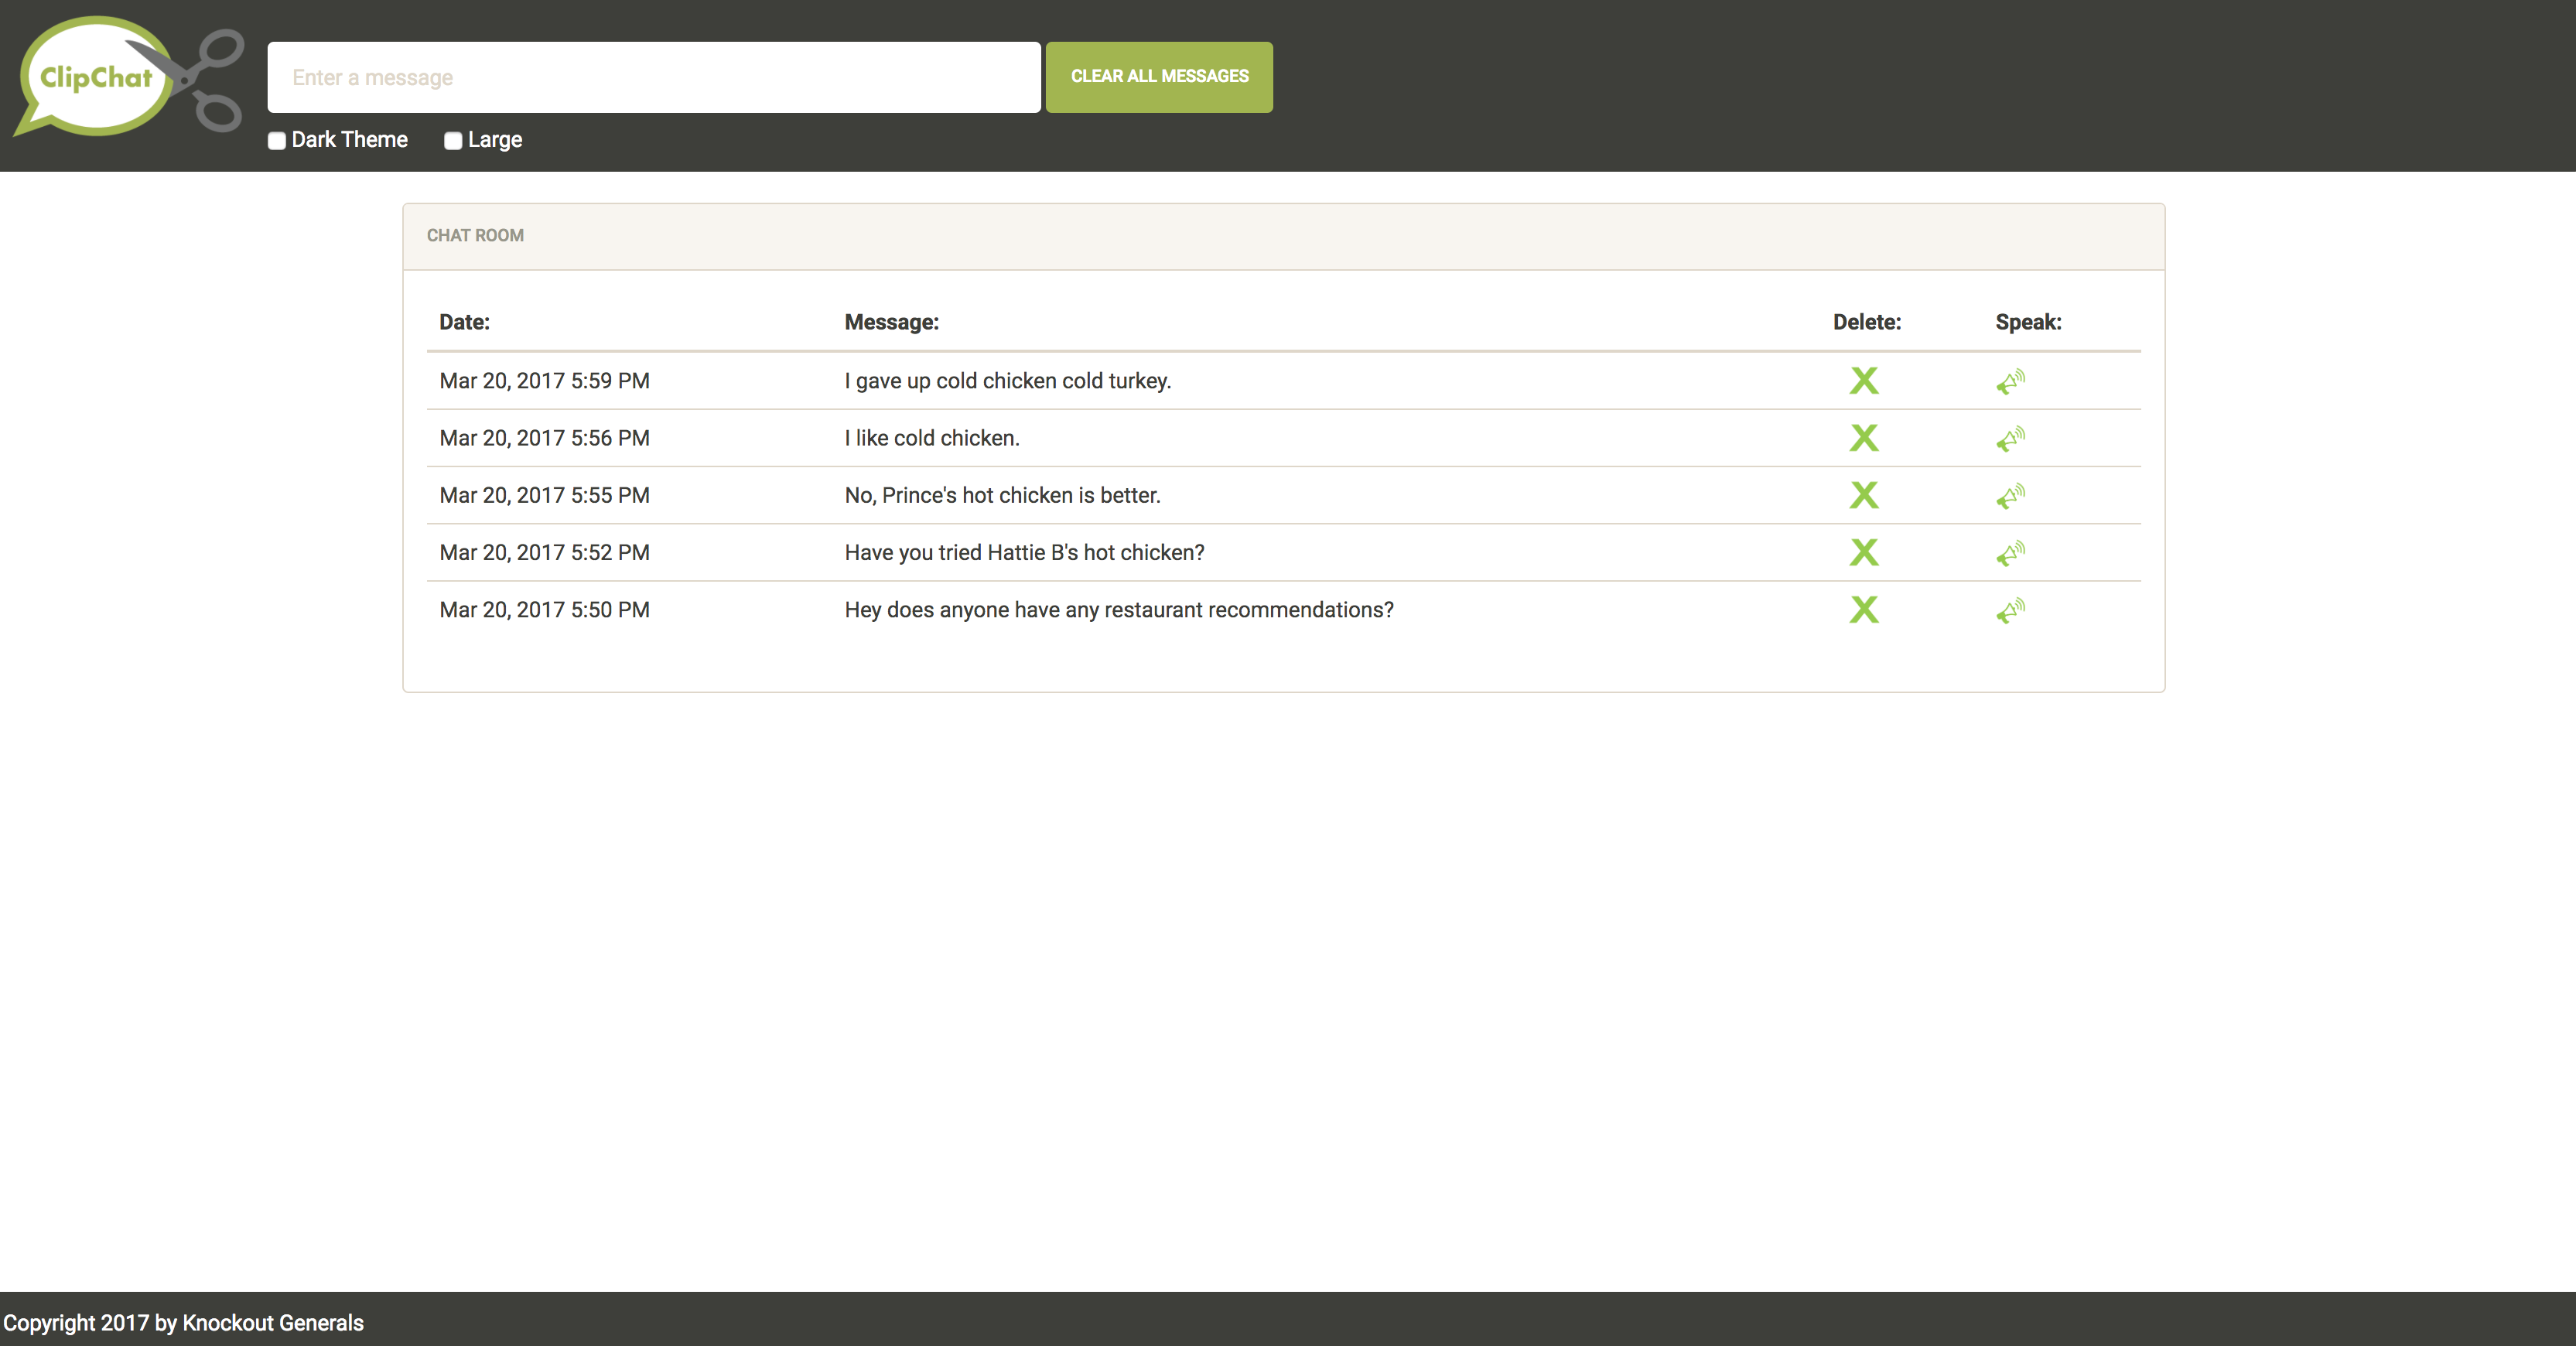 ClipChat
Enter a message
CLEAR ALL MESSAGES
Dark Theme Large
CHAT ROOM
Date: Message: Delete: Speak:
Mar 20, 2017 5:59 PM I gave up cold chicken cold turkey. X
Mar 20, 2017 5:56 PM I like cold chicken. X
Mar 20, 2017 5:55 PM No, Prince's hot chicken is better. X
Mar 20, 2017 5:52 PM Have you tried Hattie B's hot chicken? X
Mar 20, 2017 5:50 PM Hey does anyone have any restaurant recommendations? X
Copyright 2017 by Knockout Generals